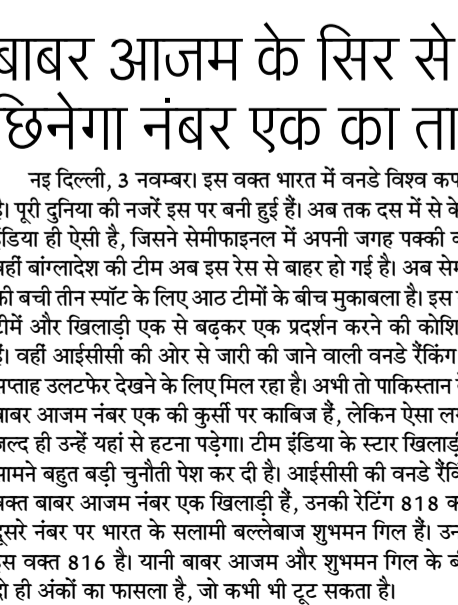 बाबर आजम के सिर से
छिनेगा नंबर एक का ता
नइ दिल्ली, 3 नवम्बर। इस वक्त भारत में वनडे विश्व कप
है। पूरी दुनिया की नजरें इस पर बनी हुई हैं। अब तक दस में से के
इंडिया ही ऐसी है, जिसने सेमीफाइनल में अपनी जगह पक्की क
वहीं बांग्लादेश की टीम अब इस रेस से बाहर हो गई है। अब सेम
की बची तीन स्पॉट के लिए आठ टीमों के बीच मुकाबला है। इस
टीमें और खिलाड़ी एक से बढ़कर एक प्रदर्शन करने की कोशि
हैं। वहीं आईसीसी की ओर से जारी की जाने वाली वनडे रैंकिंग
सप्ताह उलटफेर देखने के लिए मिल रहा है। अभी तो पाकिस्तान
बाबर आजम नंबर एक की कुर्सी पर काबिज हैं, लेकिन ऐसा लग
जल्द ही उन्हें यहां से हटना पड़ेगा। टीम इंडिया के स्टार खिलाड़ी
सामने बहुत बड़ी चुनौती पेश कर दी है। आईसीसी की वनडे रैंकिं
वक्त बाबर आजम नंबर एक खिलाड़ी हैं, उनकी रेटिंग 818 क
दूसरे नंबर पर भारत के सलामी बल्लेबाज शुभमन गिल हैं। उन
इस वक्त 816 है। यानी बाबर आजम और शुभमन गिल के बी
दो ही अंकों का फासला है, जो कभी भी टूट सकता है।